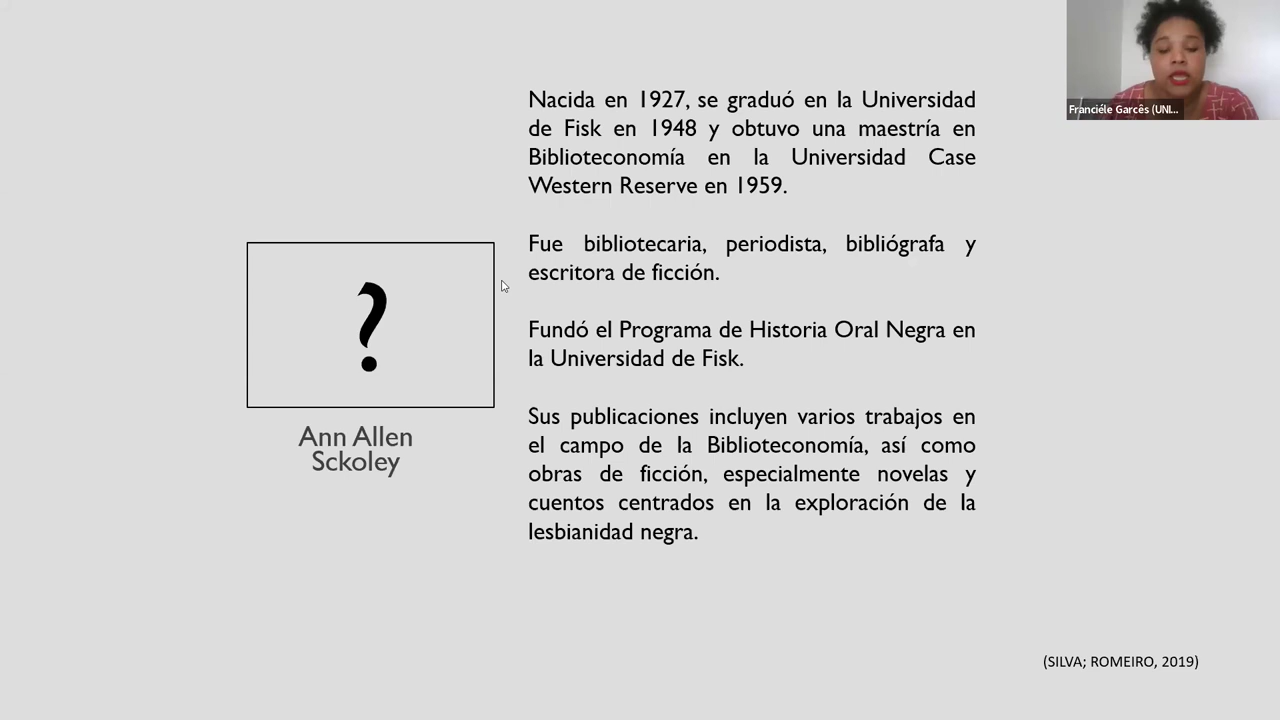 Nacida en 1927, se graduó en la Universidad
de Fisk en 1948 y obtuvo una maestría en
Biblioteconomía en la Universidad Case
Western Reserve en 1959.
Fue bibliotecaria, periodista, bibliógrafa y
escritora de ficción.
Fundó el Programa de Historia Oral Negra en
la Universidad de Fisk.
Sus publicaciones incluyen varios trabajos en
el campo de la Biblioteconomía, así como
obras de ficción, especialmente novelas y
cuentos centrados en la exploración de la
lesbianidad negra.
?
Ann Allen
Sckoley
(SILVA; ROMEIRO, 2019)
Franciéle Garcês (UNI...